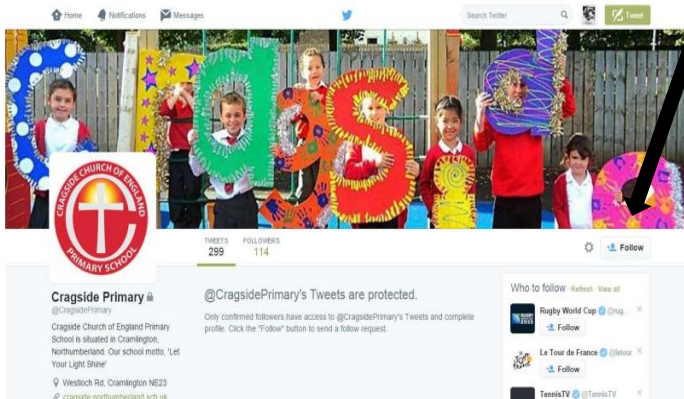 Home Notifications Messages Search Twitter Tweet
Cragside
CRAGSIDE CHURCH OF ENGLAND
PRIMARY SCHOOL
TWEETS FOLLOWERS
299 114
Follow
Cragside Primary
@CragsidePrimary
Cragside Church of England Primary
School is situated in Cramlington,
Northumberland. Our school motto, 'Let
Your Light Shine'
Westloch Rd, Cramlington NE23
cragside.northumberland.sch.uk
@CragsidePrimary's Tweets are protected.
Only confirmed followers have access to @CragsidePrimary's Tweets and complete
profile. Click the "Follow" button to send a follow request.
Who to follow · Refresh · View all
Rugby World Cup @rug..
Follow
Le Tour de France @letour
Follow
TennisTV @TennisTV